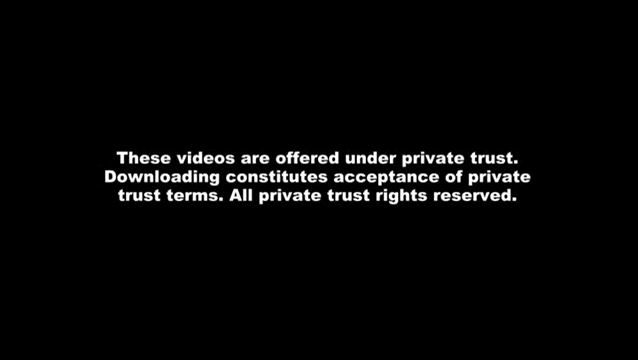 These videos are offered under private trust.
Downloading constitutes acceptance of private
trust terms. All private trust rights reserved.